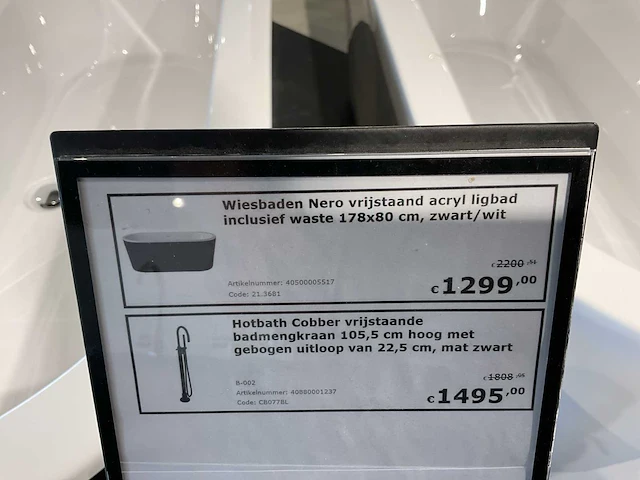 Wiesbaden Nero vrijstaand acryl ligbad
inclusief waste 178x80 cm, zwart/wit
Artikelnummer: 40500005517
Code: 21.3681
€ 2200
€ 1299,00
Hotbath Cobber vrijstaande
badmengkraan 105,5 cm hoog met
gebogen uitloop van 22,5 cm, mat zwart
B-002
Artikelnummer: 40880001237
Code: CB077BL
€ 1808
€ 1495,00